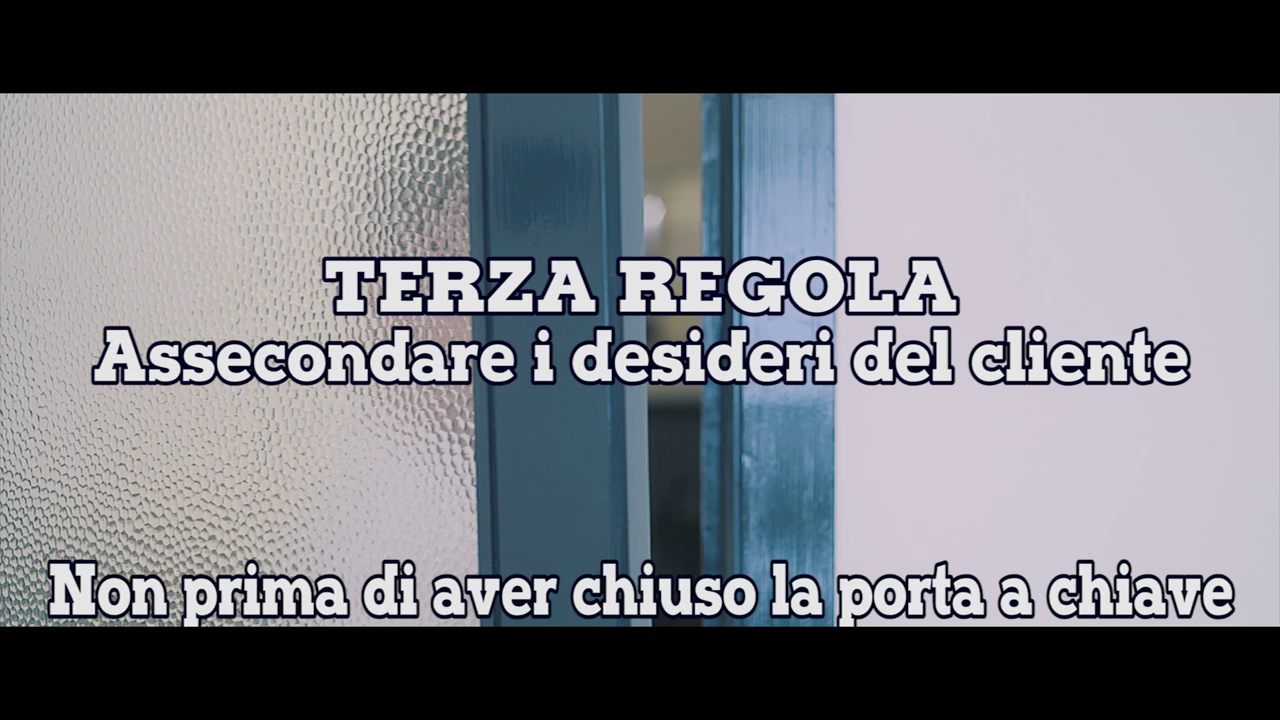 TERZA REGOLA
Assecondare i desideri del cliente
Non prima di aver chiuso la porta a chiave